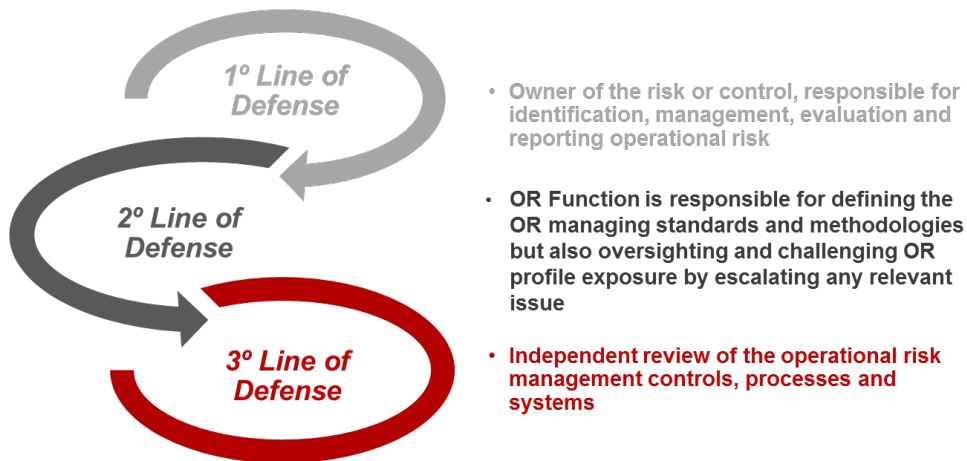 1º Line of
Defense
• Owner of the risk or control, responsible for
identification, management, evaluation and
reporting operational risk
2º Line of
Defense
• OR Function is responsible for defining the
OR managing standards and methodologies
but also oversighting and challenging OR
profile exposure by escalating any relevant
issue
3º Line of
Defense
• Independent review of the operational risk
management controls, processes and
systems